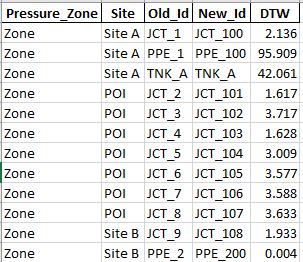 Pressure_Zone Site Old_Id New_Id DTW
Zone Site A JCT_1 JCT_100 2.136
Zone Site A PPE_1 PPE_100 95.909
Zone Site A TNK_A TNK_A 42.061
Zone POI JCT_2 JCT_101 1.617
Zone POI JCT_3 JCT_102 3.717
Zone POI JCT_4 JCT_103 1.628
Zone POI JCT_5 JCT_104 3.009
Zone POI JCT_6 JCT_105 3.577
Zone POI JCT_7 JCT_106 3.588
Zone POI JCT_8 JCT_107 3.633
Zone Site B JCT_9 JCT_108 1.933
Zone Site B PPE_2 PPE_200 0.004